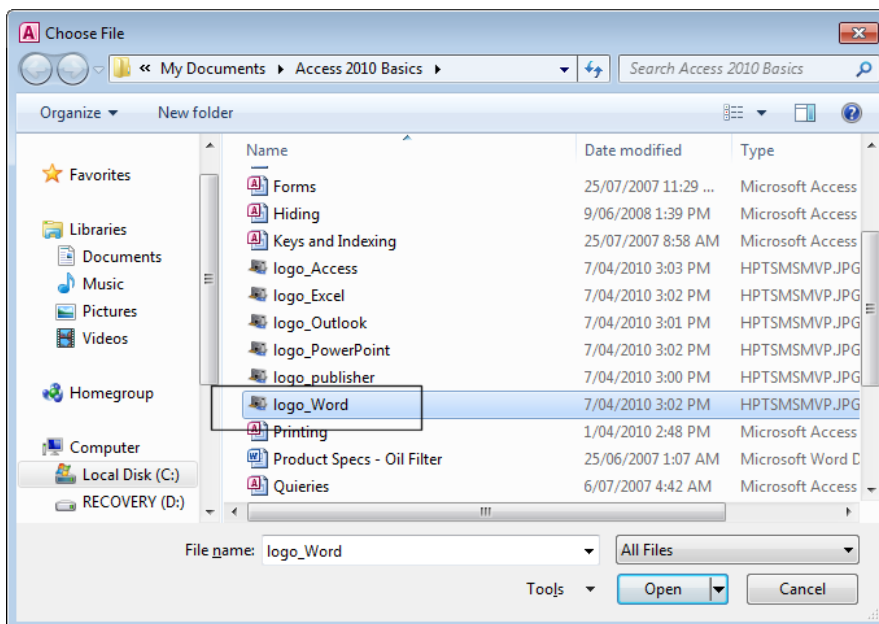 Choose File
« My Documents ▸ Access 2010 Basics ▸ Search Access 2010 Basics
Organize New folder
Name Date modified Type
Favorites
Libraries
Documents
Music
Pictures
Videos
Homegroup
Computer
Local Disk (C:)
RECOVERY (D:)
Forms 25/07/2007 11:29 ... Microsoft Access
Hiding 9/06/2008 1:39 PM Microsoft Access
Keys and Indexing 25/07/2007 8:58 AM Microsoft Access
logo_Access 7/04/2010 3:03 PM HPTSMSMVP.JPG
logo_Excel 7/04/2010 3:02 PM HPTSMSMVP.JPG
logo_Outlook 7/04/2010 3:01 PM HPTSMSMVP.JPG
logo_PowerPoint 7/04/2010 3:02 PM HPTSMSMVP.JPG
logo_publisher 7/04/2010 3:00 PM HPTSMSMVP.JPG
logo_Word 7/04/2010 3:02 PM HPTSMSMVP.JPG
Printing 1/04/2010 2:48 PM Microsoft Access
Product Specs - Oil Filter 25/06/2007 1:07 AM Microsoft Word D
Quieries 6/07/2007 4:42 AM Microsoft Access
File name: logo_Word All Files
Tools Open Cancel